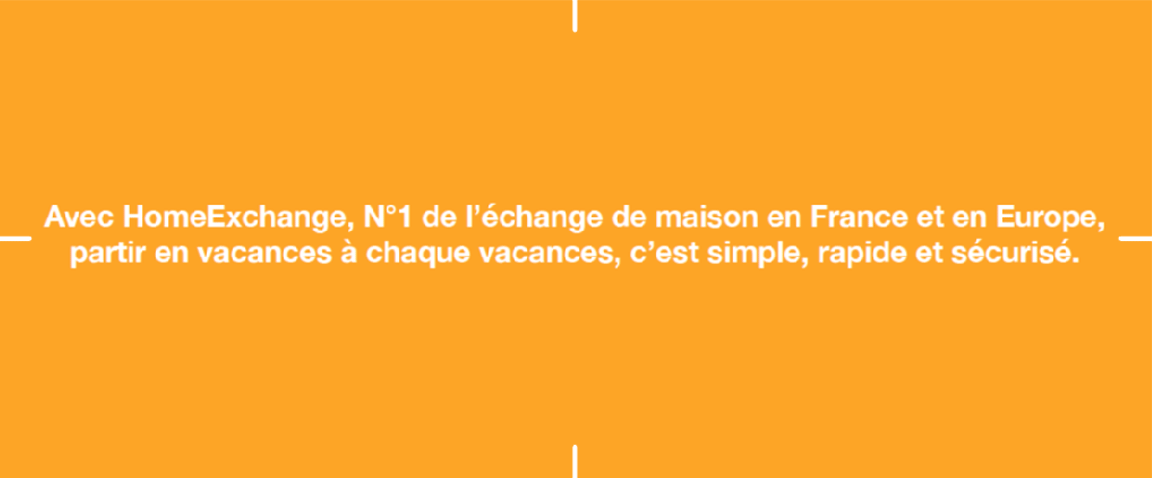 Avec HomeExchange, N°1 de l’échange de maison en France et en Europe,
partir en vacances à chaque vacances, c’est simple, rapide et sécurisé.